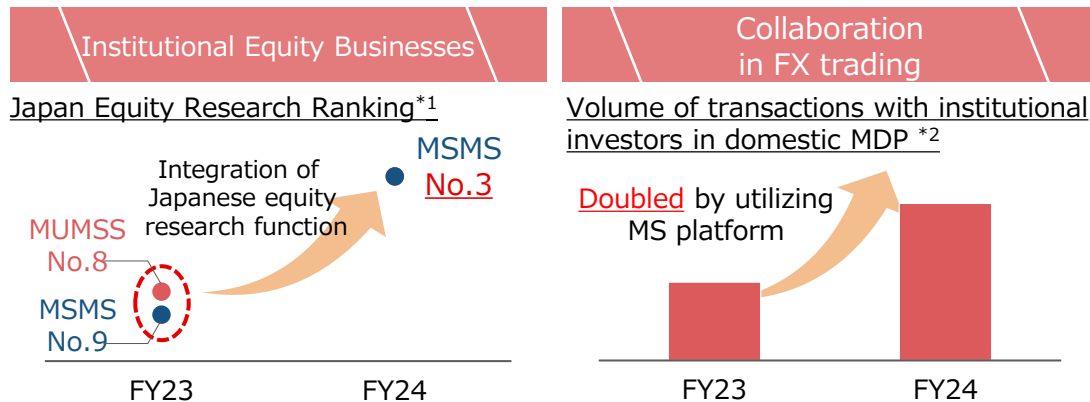 Institutional Equity Businesses
Japan Equity Research Ranking*1
Integration of
Japanese equity
research function
MSMS
No.3
MUMSS
No.8
MSMS
No.9
FY23
FY24
Collaboration
in FX trading
Volume of transactions with institutional
investors in domestic MDP *2
Doubled by utilizing
MS platform
FY23
FY24